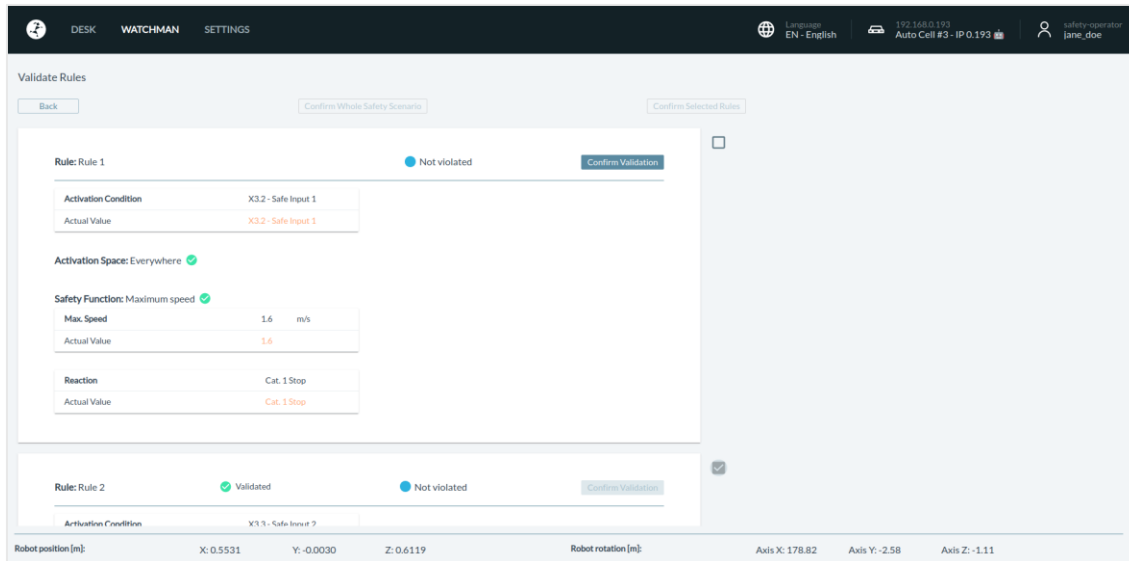 DESK WATCHMAN SETTINGS Language 192.168.0.193 safety-operator
EN - English Auto Cell #3 - IP 0.193 🤖 jane_doe
Validate Rules
Back Confirm Whole Safety Scenario Confirm Selected Rules
Rule: Rule 1 Not violated Confirm Validation
Activation Condition X3.2 - Safe Input 1
Actual Value X3.2 - Safe Input 1
Activation Space: Everywhere
Safety Function: Maximum speed
Max. Speed 1.6 m/s
Actual Value 1.6
Reaction Cat. 1 Stop
Actual Value Cat. 1 Stop
Rule: Rule 2 Validated Not violated Confirm Validation
Activation Condition X3.3 - Safe Input 2
Robot position [m]: X: 0.5531 Y: -0.0030 Z: 0.6119 Robot rotation [m]: Axis X: 178.82 Axis Y: -2.58 Axis Z: -1.11